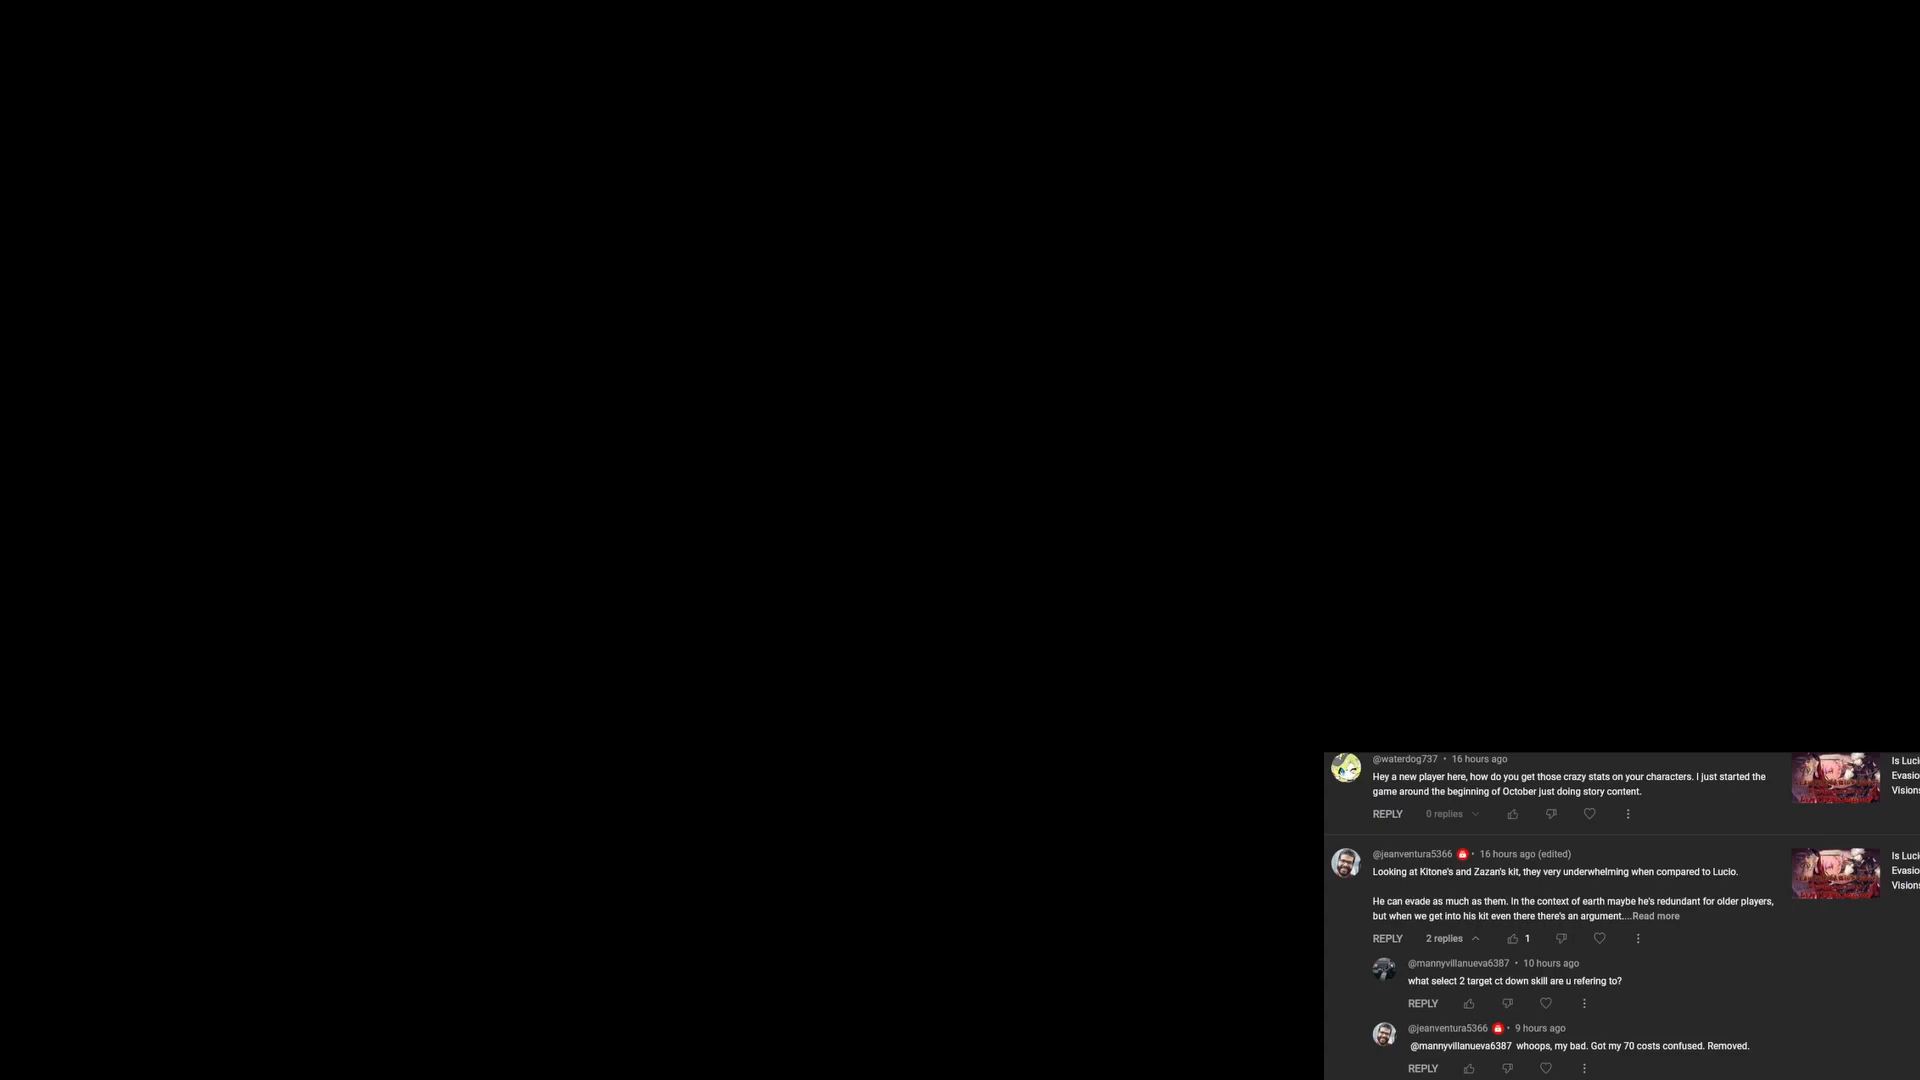 @waterdog737 • 16 hours ago
Hey a new player here, how do you get those crazy stats on your characters. I just started the
game around the beginning of October just doing story content.
REPLY 0 replies
Is Luci
Evasio
Visions
@jeanventura5366 • 16 hours ago (edited)
Looking at Kitone's and Zazan's kit, they very underwhelming when compared to Lucio.
He can evade as much as them. In the context of earth maybe he's redundant for older players,
but when we get into his kit even there there's an argument....Read more
REPLY 2 replies 1
Is Luci
Evasio
Visions
@mannyvillanueva6387 • 10 hours ago
what select 2 target ct down skill are u refering to?
REPLY
@jeanventura5366 • 9 hours ago
@mannyvillanueva6387 whoops, my bad. Got my 70 costs confused. Removed.
REPLY